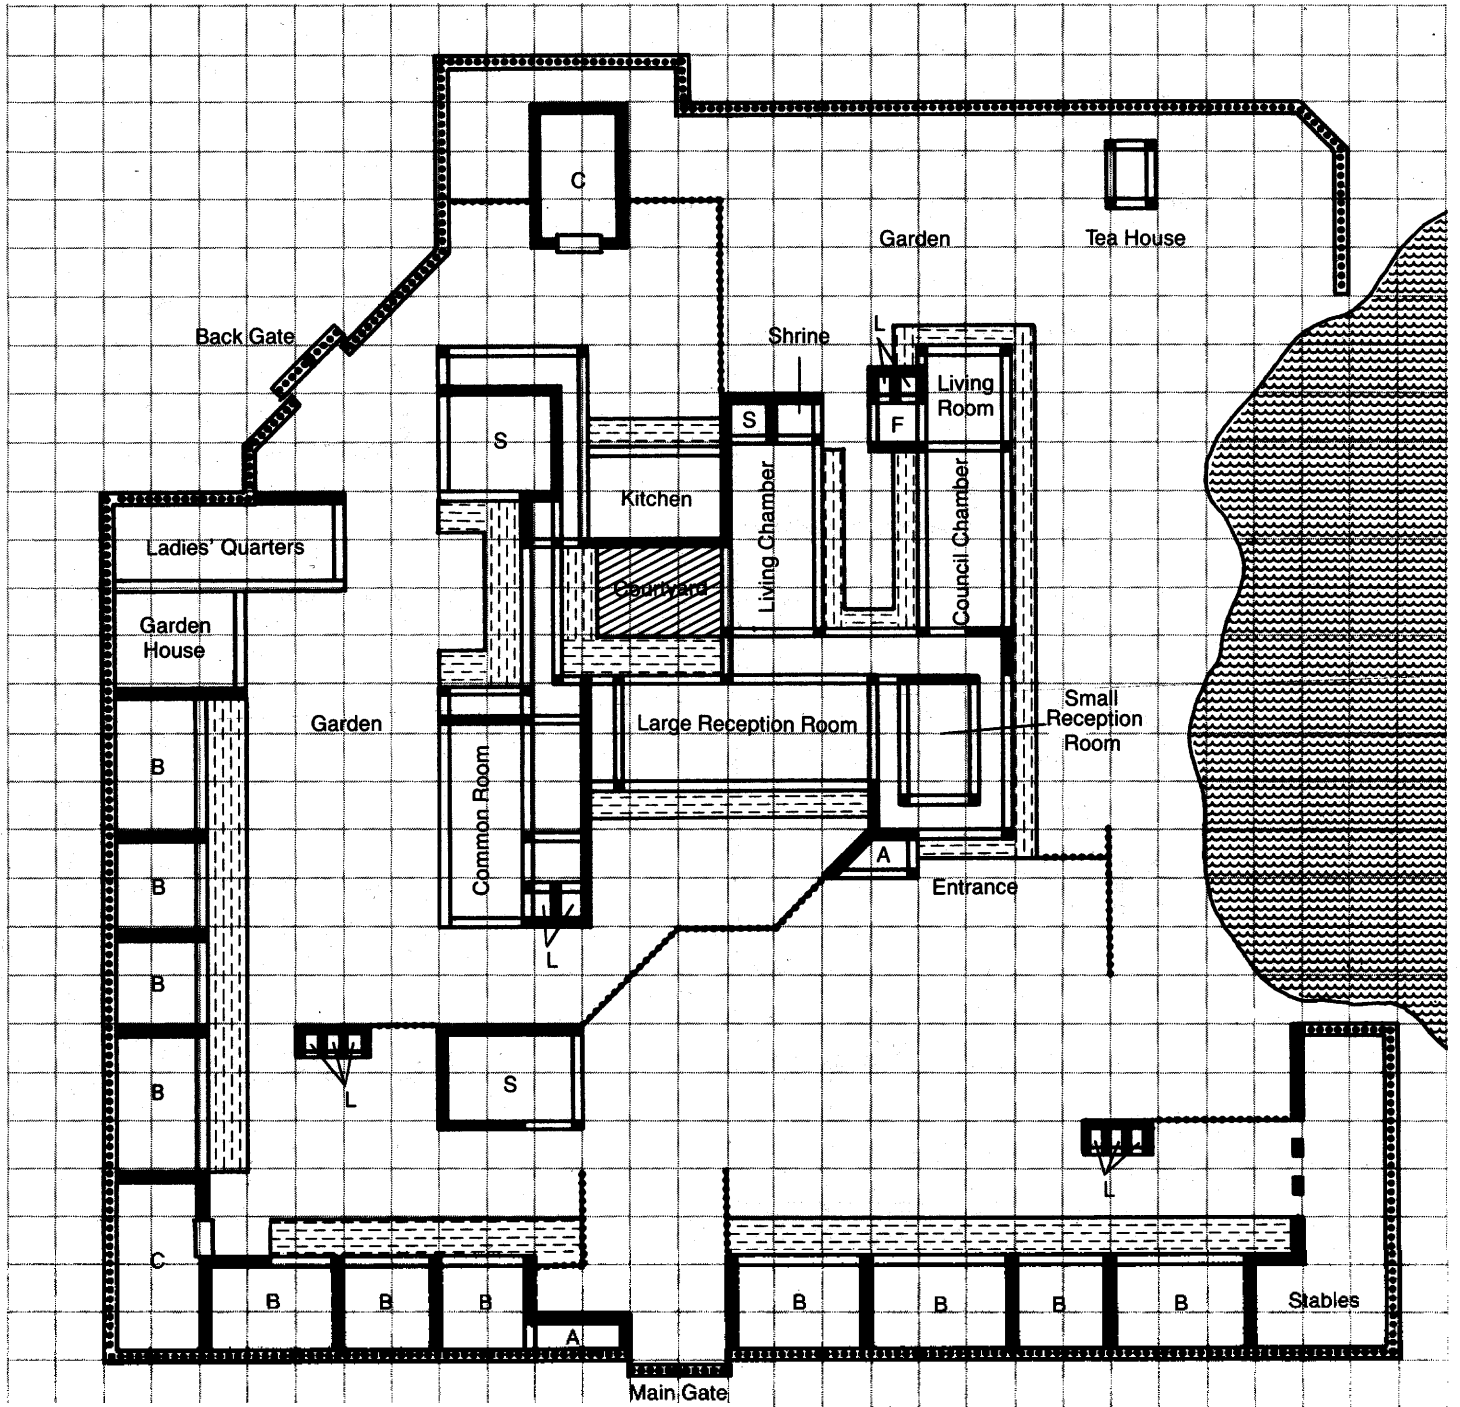 C
Garden
Tea House
Back Gate
L
Shrine
Living
Room
S
F
S
Kitchen
Living Chamber
Council Chamber
Ladies' Quarters
Courtyard
Garden
House
Small
Reception
Room
Garden
Large Reception Room
B
Common Room
A
B
Entrance
L
B
S
B
L
L
C
B
B
B
B
B
B
B
Stables
A
Main Gate